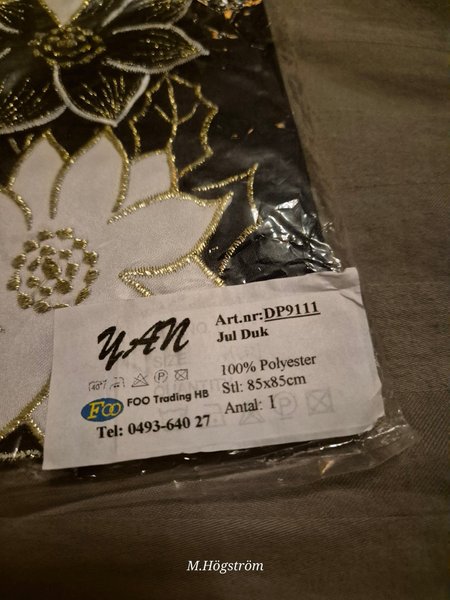 YAN
Art.nr:DP9111
Jul Duk
100% Polyester
Stl: 85x85cm
Antal: 1
40°
FOO FOO Trading HB
Tel: 0493-640 27
M.Högström